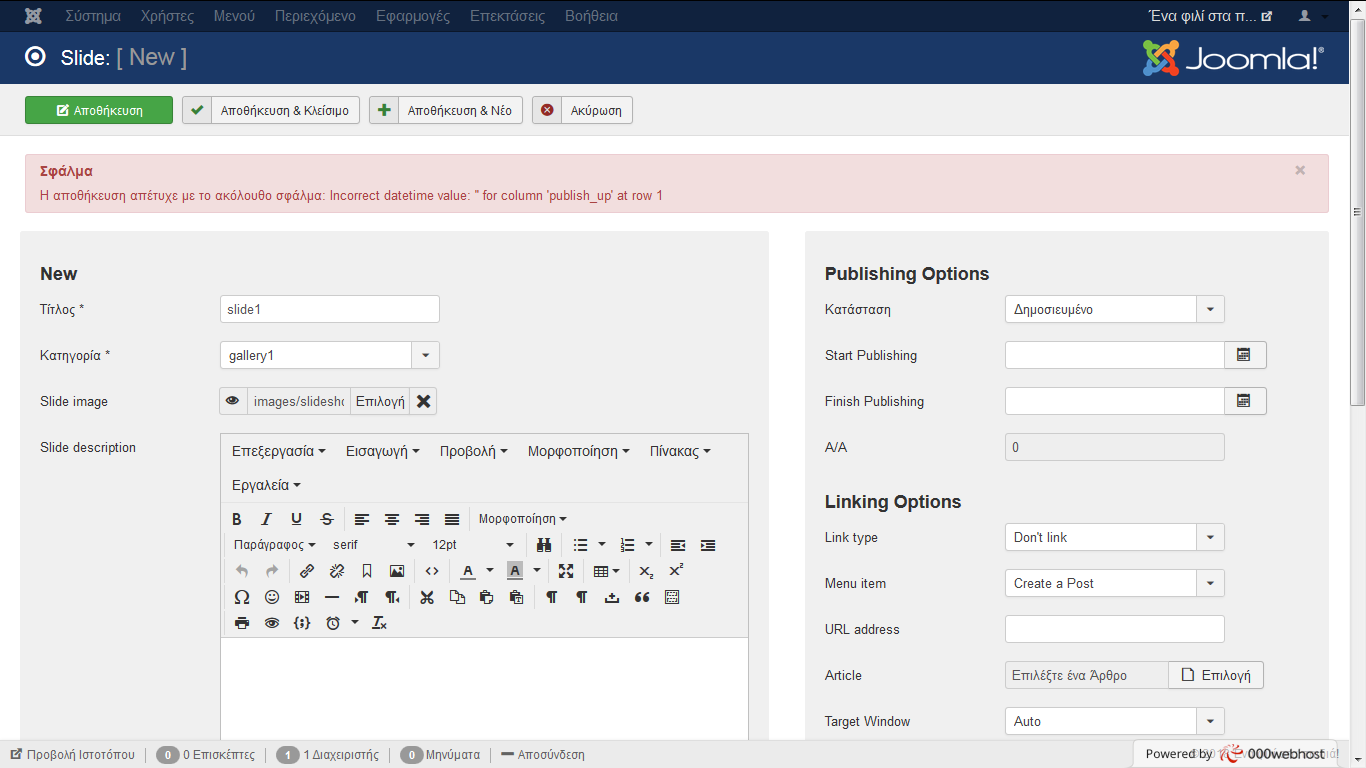 Σύστημα Χρήστες Μενού Περιεχόμενο Εφαρμογές Επεκτάσεις Βοήθεια Ένα φιλί στα π...
Slide: [ New ] Joomla!®
Αποθήκευση Αποθήκευση & Κλείσιμο Αποθήκευση & Νέο Ακύρωση
Σφάλμα
Η αποθήκευση απέτυχε με το ακόλουθο σφάλμα: Incorrect datetime value: '' for column 'publish_up' at row 1
New
Τίτλος * slide1
Κατηγορία * gallery1
Slide image images/slidesho Επιλογή
Slide description
Επεξεργασία Εισαγωγή Προβολή Μορφοποίηση Πίνακας
Εργαλεία
Μορφοποίηση
Παράγραφος serif 12pt
Publishing Options
Κατάσταση Δημοσιευμένο
Start Publishing
Finish Publishing
Α/Α 0
Linking Options
Link type Don't link
Menu item Create a Post
URL address
Article Επιλέξτε ένα Άρθρο Επιλογή
Target Window Auto
Προβολή Ιστοτόπου 0 0 Επισκέπτες 1 1 Διαχειριστής 0 Μηνύματα Αποσύνδεση Powered by 000webhost